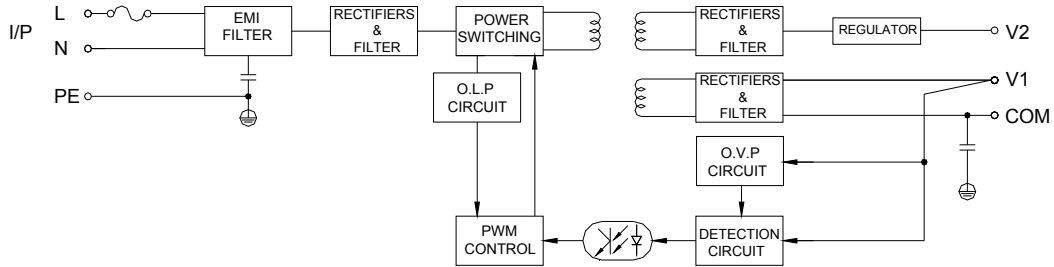 I/P
L
N
PE
EMI
FILTER
RECTIFIERS
&
FILTER
POWER
SWITCHING
O.L.P
CIRCUIT
RECTIFIERS
&
FILTER
REGULATOR
V2
RECTIFIERS
&
FILTER
V1
COM
O.V.P
CIRCUIT
PWM
CONTROL
DETECTION
CIRCUIT